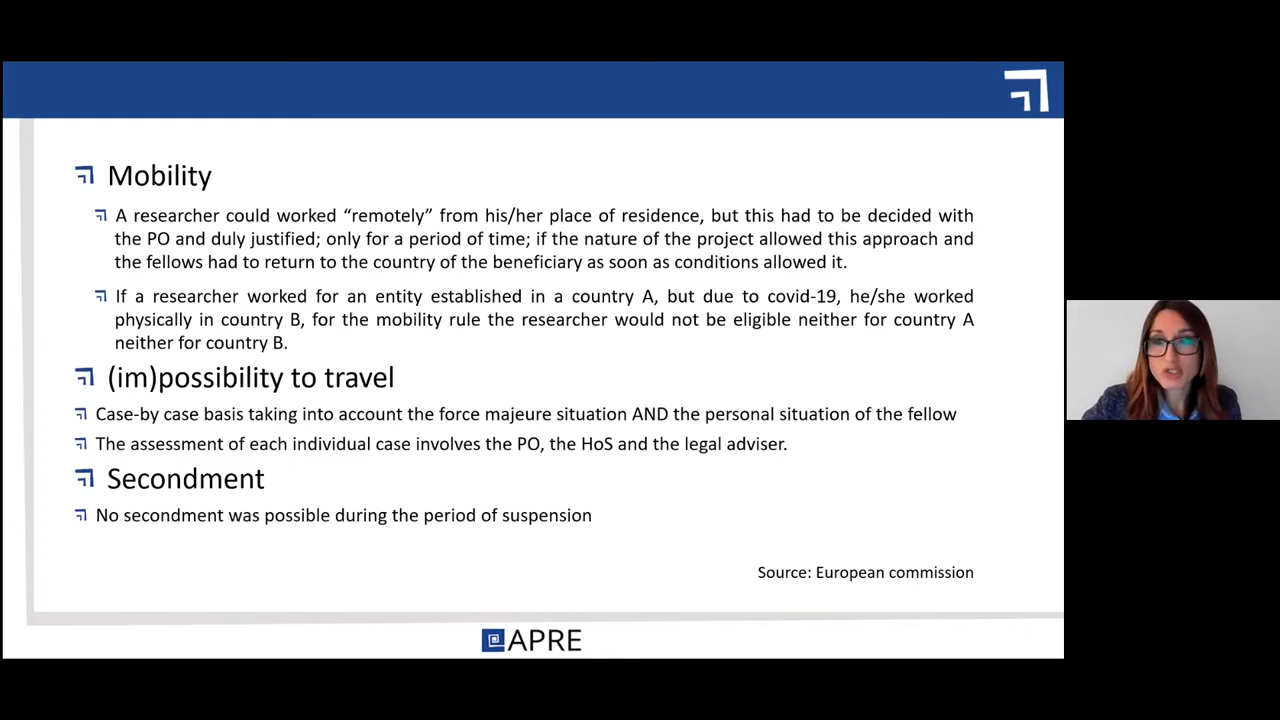 Mobility
A researcher could worked “remotely” from his/her place of residence, but this had to be decided with
the PO and duly justified; only for a period of time; if the nature of the project allowed this approach and
the fellows had to return to the country of the beneficiary as soon as conditions allowed it.
If a researcher worked for an entity established in a country A, but due to covid-19, he/she worked
physically in country B, for the mobility rule the researcher would not be eligible neither for country A
neither for country B.
(im)possibility to travel
Case-by case basis taking into account the force majeure situation AND the personal situation of the fellow
The assessment of each individual case involves the PO, the HoS and the legal adviser.
Secondment
No secondment was possible during the period of suspension
Source: European commission
APRE